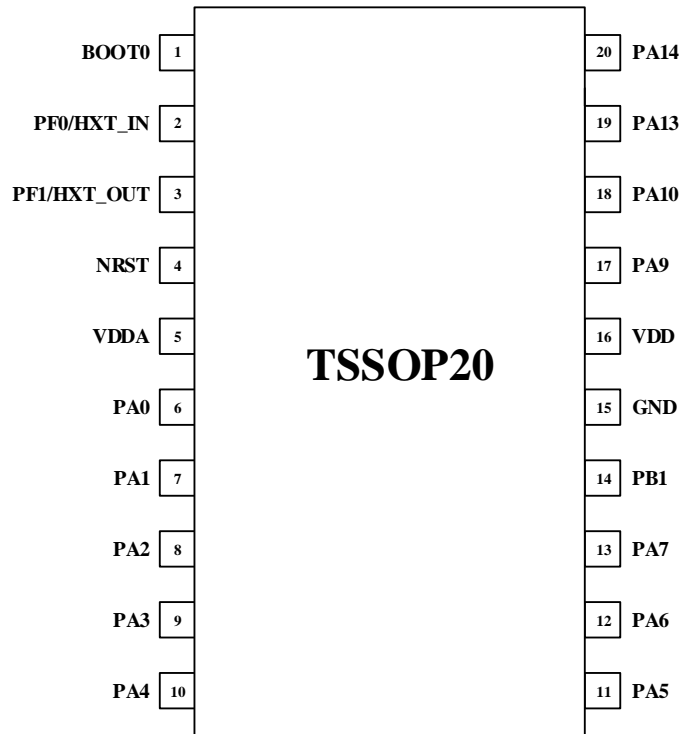 BOOT0 1 20 PA14
PF0/HXT_IN 2 19 PA13
PF1/HXT_OUT 3 18 PA10
NRST 4 17 PA9
VDDA 5 16 VDD
TSSOP20
PA0 6 15 GND
PA1 7 14 PB1
PA2 8 13 PA7
PA3 9 12 PA6
PA4 10 11 PA5